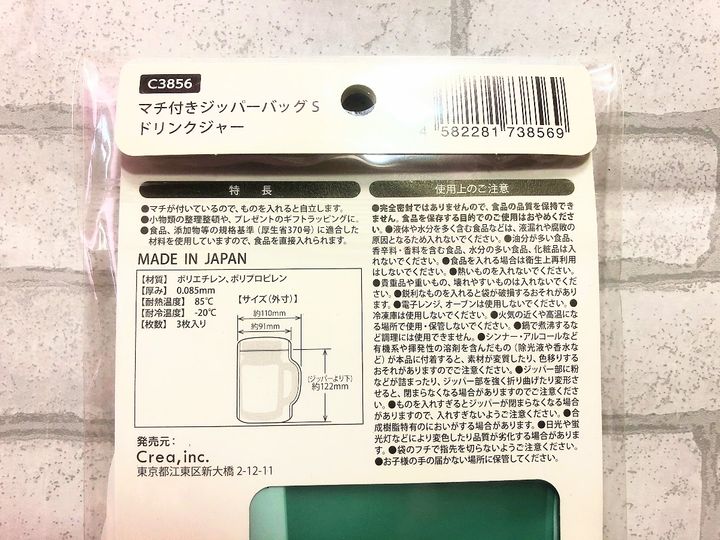 C3856
マチ付きジッパーバッグ S
ドリンクジャー
4 582281 738569
特 長
●マチが付いているので、ものを入れると自立します。
●小物類の整理整頓や、プレゼントのギフトラッピングに。
●食品、添加物等の規格基準（厚生省370号）に適合した
材料を使用していますので、食品を直接入れられます。
MADE IN JAPAN
【材質】 ポリエチレン、ポリプロピレン
【厚み】 0.085mm
【耐熱温度】 85℃
【耐冷温度】 -20℃
【枚数】 3枚入り
【サイズ(外寸)】
約110mm
約91mm
(ジッパーより下)
約122mm
発売元：
Crea,inc.
東京都江東区新大橋 2-12-11
使用上のご注意
●完全密封ではありませんので、食品の品質を保持でき
ません。食品を保存する目的でのご使用はおやめくださ
い。●液体や水分を多く含む食品などは、液漏れや腐敗の
原因となるため入れないでください。●油分が多い食品、
香辛料・香料を含む食品、水分の多い食品、化粧品は入
れないでください。●食品を入れる場合は衛生上再利用
はしないでください。●熱いものを入れないでください。
●貴重品や重いもの、壊れやすいものは入れないでくだ
さい。●鋭利なものを入れると袋が破損するおそれがあり
ます。●電子レンジ、オーブンは使用しないでください。●
冷凍庫は使用しないでください。●火気の近くや高温にな
る場所で使用・保管しないでください。●鍋で煮沸するな
ど調理には使用できません。●シンナー・アルコールなど
有機系や揮発性の溶剤を含んだもの（除光液や香水な
ど）が本品に付着すると、素材が変質したり、色移りする
おそれがありますのでご注意ください。●ジッパー部に粉
などが詰まったり、ジッパー部を強く折り曲げたり変形さ
せると、閉まらなくなる場合がありますのでご注意くださ
い。●ものを入れすぎるとジッパーが閉まらなくなる場合
がありますので、入れすぎないようご注意ください。●合
成樹脂特有のにおいがする場合があります。●日光や蛍
光灯などにより変色したり品質が劣化する場合がありま
す。●袋のフチで指先を切らないようご注意ください。
●お子様の手の届かない場所に保管してください。